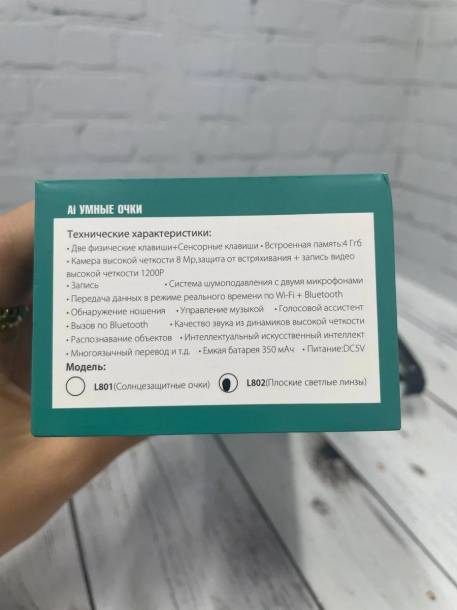 Ai УМНЫЕ ОЧКИ
Технические характеристики:
• Две физические клавиши+Сенсорные клавиши • Встроенная память:4 Гб
• Камера высокой четкости 8 Мр,защита от встряхивания + запись видео
высокой четкости 1200P
• Запись • Система шумоподавления с двумя микрофонами
• Передача данных в режиме реального времени по Wi-Fi + Bluetooth
• Обнаружение ношения • Управление музыкой • Голосовой ассистент
• Вызов по Bluetooth • Качество звука из динамиков высокой четкости
• Распознавание объектов • Интеллектуальный искусственный интеллект
• Многоязычный перевод и т.д. • Емкая батарея 350 мАч • Питание:DC5V
Модель:
L801(Солнцезащитные очки) L802(Плоские светлые линзы)